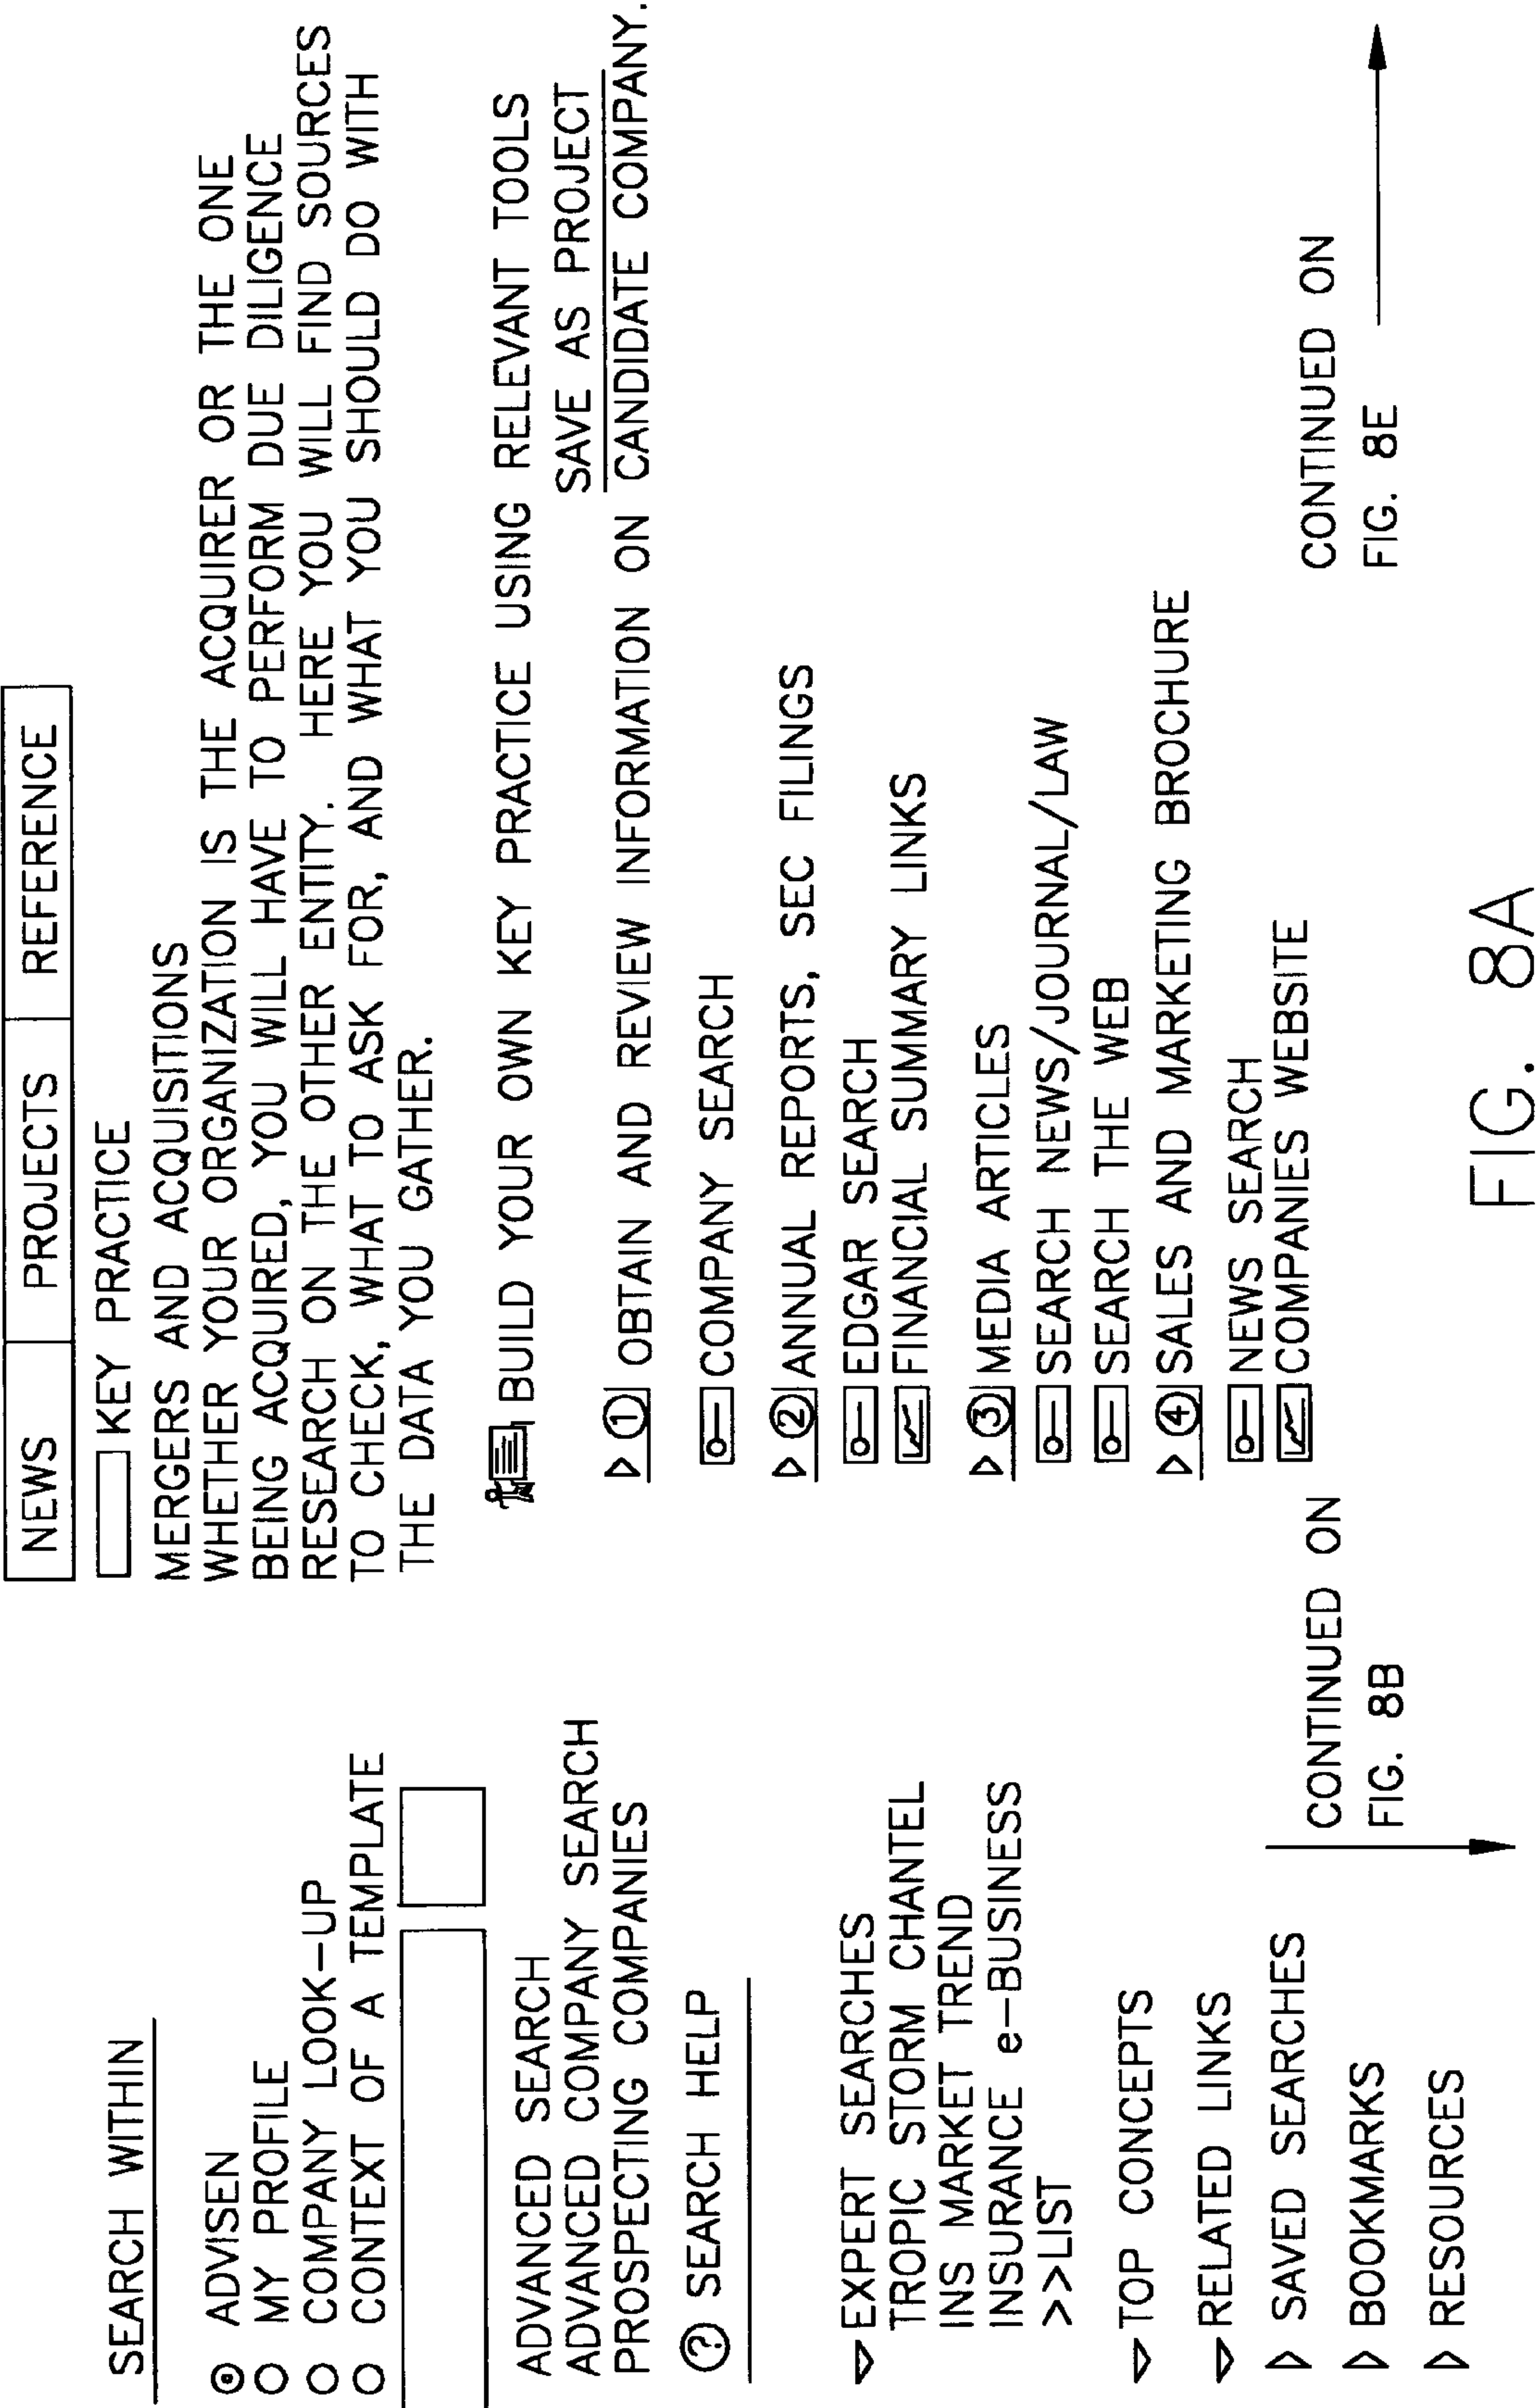 SEARCH WITHIN
ADVISEN
MY PROFILE
COMPANY LOOK-UP
CONTEXT OF A TEMPLATE
ADVANCED SEARCH
ADVANCED COMPANY SEARCH
PROSPECTING COMPANIES
? SEARCH HELP
EXPERT SEARCHES
TROPIC STORM CHANTEL
INS MARKET TREND
INSURANCE e-BUSINESS
>>LIST
TOP CONCEPTS
RELATED LINKS
SAVED SEARCHES
BOOKMARKS
RESOURCES
CONTINUED ON
FIG. 8B
NEWS PROJECTS REFERENCE
KEY PRACTICE
MERGERS AND ACQUISITIONS
WHETHER YOUR ORGANIZATION IS THE ACQUIRER OR THE ONE
BEING ACQUIRED, YOU WILL HAVE TO PERFORM DUE DILIGENCE
RESEARCH ON THE OTHER ENTITY. HERE YOU WILL FIND SOURCES
TO CHECK, WHAT TO ASK FOR, AND WHAT YOU SHOULD DO WITH
THE DATA YOU GATHER.
BUILD YOUR OWN KEY PRACTICE USING RELEVANT TOOLS
SAVE AS PROJECT
1 OBTAIN AND REVIEW INFORMATION ON CANDIDATE COMPANY.
COMPANY SEARCH
2 ANNUAL REPORTS, SEC FILINGS
EDGAR SEARCH
FINANCIAL SUMMARY LINKS
3 MEDIA ARTICLES
SEARCH NEWS/JOURNAL/LAW
SEARCH THE WEB
4 SALES AND MARKETING BROCHURE
NEWS SEARCH
COMPANIES WEBSITE
CONTINUED ON
FIG. 8E
FIG. 8A